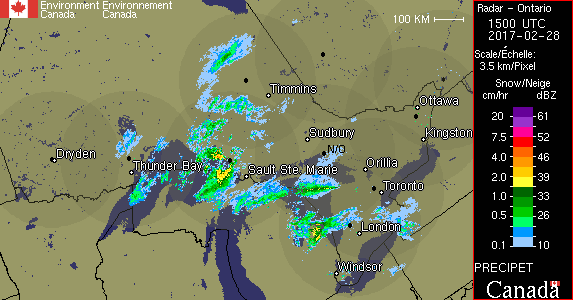 Environment Environnement
Canada Canada
100 KM
Timmins
Ottawa
Sudbury
Kingston
Dryden
Thunder Bay
Sault Ste. Marie
Orillia
Toronto
London
Windsor
Radar - Ontario
1500 UTC
2017-02-28
Scale/Échelle:
3.5 km/Pixel
Snow/Neige
cm/hr dBZ
20 61
7.5 52
4.0 46
2.0 39
1.0 33
0.5 26
0.1 10
PRECIPET
Canada